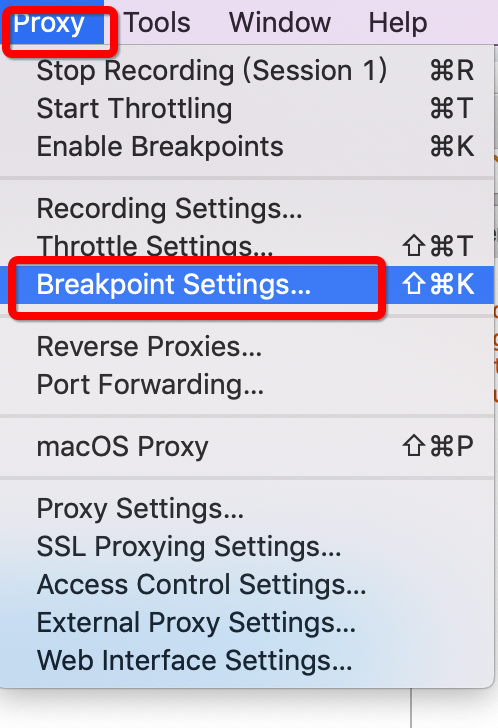 Proxy Tools Window Help
Stop Recording (Session 1) ⌘R
Start Throttling ⌘T
Enable Breakpoints ⌘K
Recording Settings...
Throttle Settings... ⇧⌘T
Breakpoint Settings... ⇧⌘K
Reverse Proxies...
Port Forwarding...
macOS Proxy ⇧⌘P
Proxy Settings...
SSL Proxying Settings...
Access Control Settings...
External Proxy Settings...
Web Interface Settings...